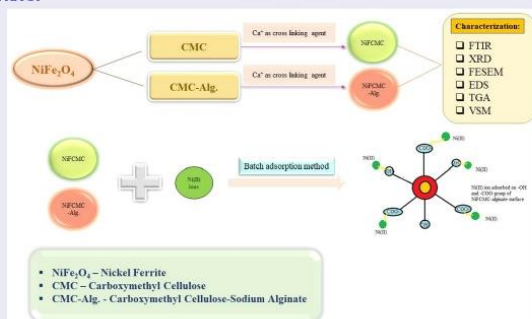 NiFe₂O₄
CMC
CMC-Alg.
Ca⁺ as cross linking agent
Ca⁺ as cross linking agent
NiFCMC
NiFCMC
-Alg.
Characterization:
❑ FTIR
❑ XRD
❑ FESEM
❑ EDS
❑ TGA
❑ VSM
NiFCMC
NiFCMC
-Alg.
Ni(II)
ions
Batch adsorption method
Ni(II)
Ni(II)
Ni(II)
Ni(II)
Ni(II)
Ni(II) ion adsorbed on -OH
and -COO group of
NiFCMC-alginate surface
▪ NiFe₂O₄ – Nickel Ferrite
▪ CMC – Carboxymethyl Cellulose
▪ CMC-Alg. - Carboxymethyl Cellulose-Sodium Alginate